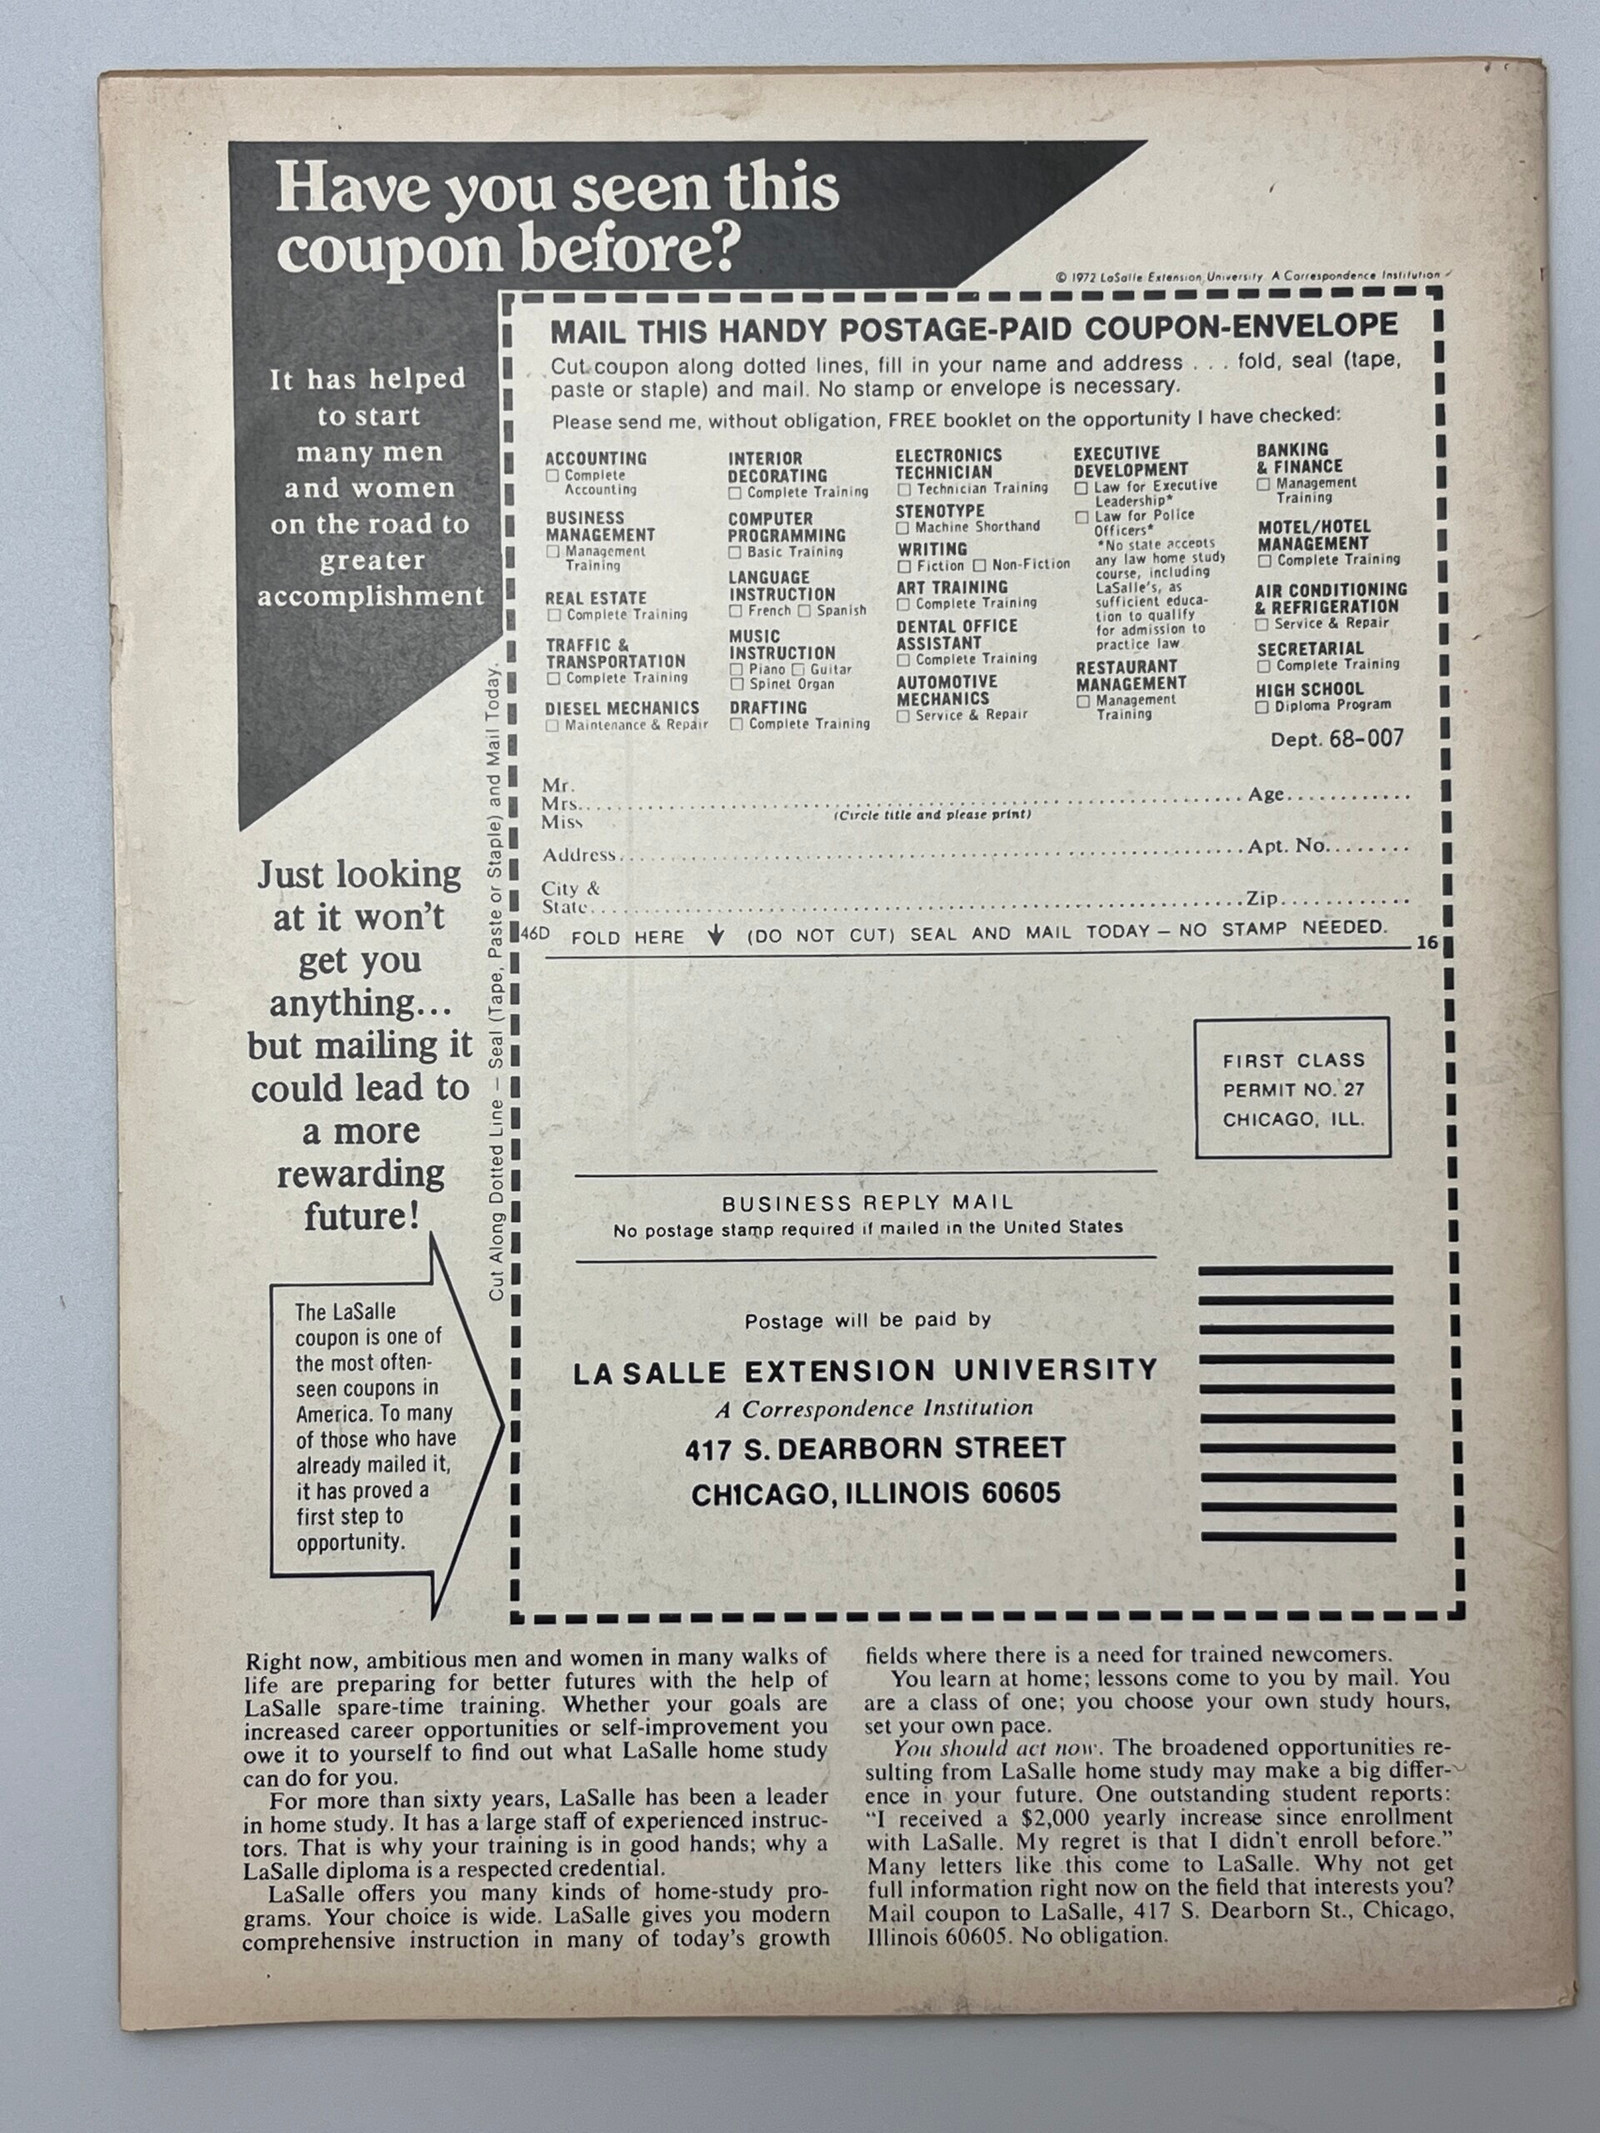 Have you seen this
coupon before?
It has helped
to start
many men
and women
on the road to
greater
accomplishment
© 1972 LaSalle Extension University A Correspondence Institution
MAIL THIS HANDY POSTAGE-PAID COUPON-ENVELOPE
Cut coupon along dotted lines, fill in your name and address . . . fold, seal (tape,
paste or staple) and mail. No stamp or envelope is necessary.
Please send me, without obligation, FREE booklet on the opportunity I have checked:
ACCOUNTING
☐ Complete
Accounting
BUSINESS
MANAGEMENT
☐ Management
Training
REAL ESTATE
☐ Complete Training
TRAFFIC &
TRANSPORTATION
☐ Complete Training
DIESEL MECHANICS
☐ Maintenance & Repair
INTERIOR
DECORATING
☐ Complete Training
COMPUTER
PROGRAMMING
☐ Basic Training
LANGUAGE
INSTRUCTION
☐ French ☐ Spanish
MUSIC
INSTRUCTION
☐ Piano ☐ Guitar
☐ Spinet Organ
DRAFTING
☐ Complete Training
ELECTRONICS
TECHNICIAN
☐ Technician Training
STENOTYPE
☐ Machine Shorthand
WRITING
☐ Fiction ☐ Non-Fiction
ART TRAINING
☐ Complete Training
DENTAL OFFICE
ASSISTANT
☐ Complete Training
AUTOMOTIVE
MECHANICS
☐ Service & Repair
EXECUTIVE
DEVELOPMENT
☐ Law for Executive
Leadership*
☐ Law for Police
Officers*
*No state accepts
any law home study
course, including
LaSalle's, as
sufficient educa-
tion to qualify
for admission to
practice law
RESTAURANT
MANAGEMENT
☐ Management
Training
BANKING
& FINANCE
☐ Management
Training
MOTEL/HOTEL
MANAGEMENT
☐ Complete Training
AIR CONDITIONING
& REFRIGERATION
☐ Service & Repair
SECRETARIAL
☐ Complete Training
HIGH SCHOOL
☐ Diploma Program
Dept. 68-007
Mr.
Mrs. Age
Miss
(Circle title and please print)
Address Apt. No.
City &
State Zip
46D FOLD HERE ↓ (DO NOT CUT) SEAL AND MAIL TODAY — NO STAMP NEEDED. 16
Cut Along Dotted Line — Seal (Tape, Paste or Staple) and Mail Today.
Just looking
at it won't
get you
anything...
but mailing it
could lead to
a more
rewarding
future!
FIRST CLASS
PERMIT NO. 27
CHICAGO, ILL.
BUSINESS REPLY MAIL
No postage stamp required if mailed in the United States
Postage will be paid by
LA SALLE EXTENSION UNIVERSITY
A Correspondence Institution
417 S. DEARBORN STREET
CHICAGO, ILLINOIS 60605
The LaSalle
coupon is one of
the most often-
seen coupons in
America. To many
of those who have
already mailed it,
it has proved a
first step to
opportunity.
Right now, ambitious men and women in many walks of
life are preparing for better futures with the help of
LaSalle spare-time training. Whether your goals are
increased career opportunities or self-improvement you
owe it to yourself to find out what LaSalle home study
can do for you.
For more than sixty years, LaSalle has been a leader
in home study. It has a large staff of experienced instruc-
tors. That is why your training is in good hands; why a
LaSalle diploma is a respected credential.
LaSalle offers you many kinds of home-study pro-
grams. Your choice is wide. LaSalle gives you modern
comprehensive instruction in many of today's growth
fields where there is a need for trained newcomers.
You learn at home; lessons come to you by mail. You
are a class of one; you choose your own study hours,
set your own pace.
You should act now. The broadened opportunities re-
sulting from LaSalle home study may make a big differ-
ence in your future. One outstanding student reports:
“I received a $2,000 yearly increase since enrollment
with LaSalle. My regret is that I didn't enroll before.”
Many letters like this come to LaSalle. Why not get
full information right now on the field that interests you?
Mail coupon to LaSalle, 417 S. Dearborn St., Chicago,
Illinois 60605. No obligation.